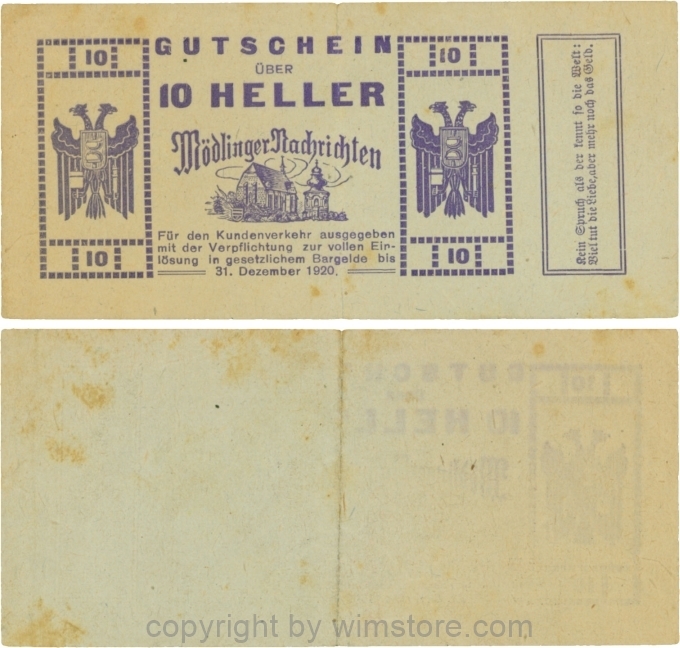 10
GUTSCHEIN
ÜBER
10 HELLER
10
Mödlinger Nachrichten
Für den Kundenverkehr ausgegeben
mit der Verpflichtung zur vollen Ein-
lösung in gesetzlichem Bargelde bis
31. Dezember 1920.
10
10
Kein Spruch als der kennt so die Welt:
Viel tut die Liebe, aber mehr noch das Geld.
copyright by wimstore.com